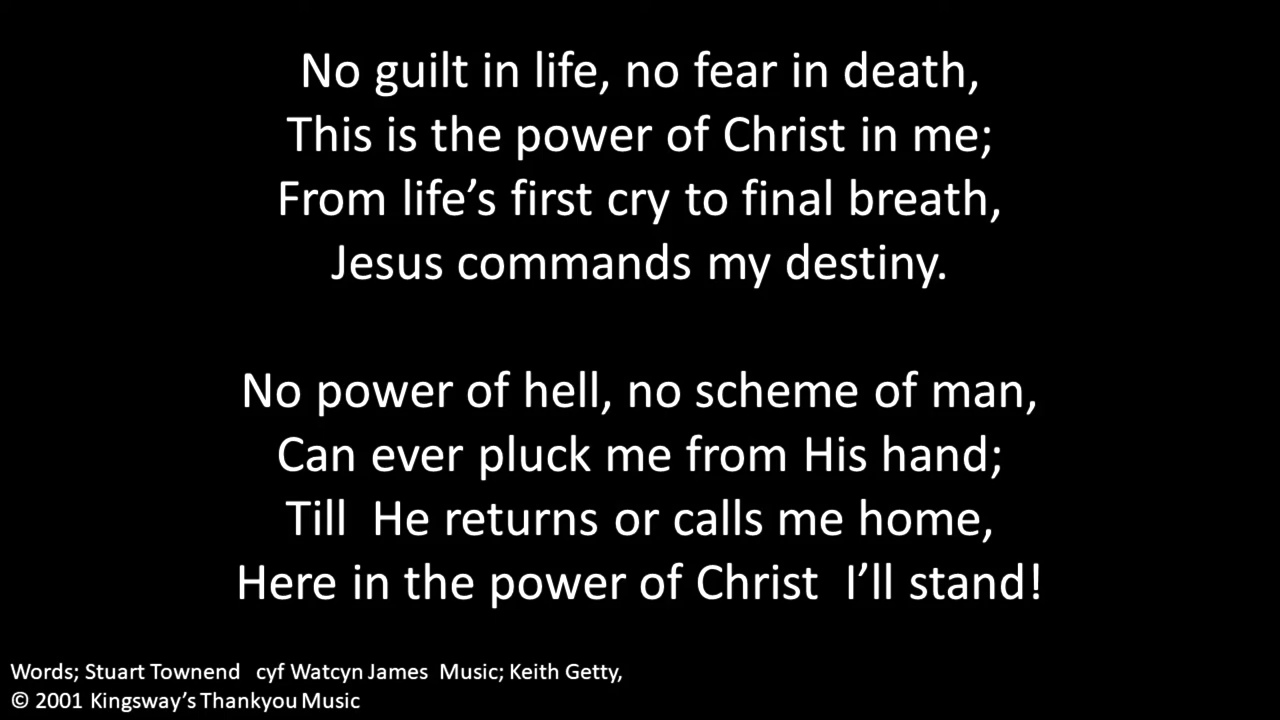 No guilt in life, no fear in death,
This is the power of Christ in me;
From life’s first cry to final breath,
Jesus commands my destiny.
No power of hell, no scheme of man,
Can ever pluck me from His hand;
Till  He returns or calls me home,
Here in the power of Christ  I’ll stand!
Words; Stuart Townend   cyf Watcyn James  Music; Keith Getty,
© 2001 Kingsway’s Thankyou Music